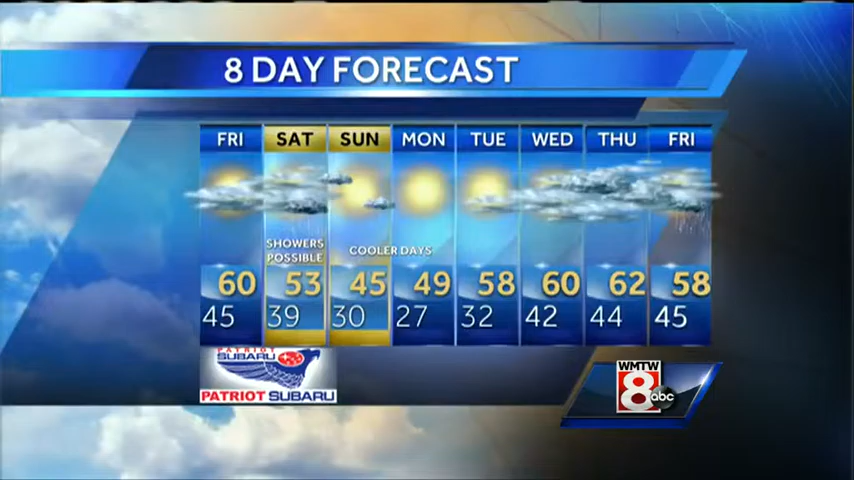 8 DAY FORECAST
FRI SAT SUN MON TUE WED THU FRI
SHOWERS
POSSIBLE
COOLER DAYS
60 53 45 49 58 60 62 58
45 39 30 27 32 42 44 45
PATRIOT
SUBARU
PATRIOT SUBARU
WMTW
8
abc